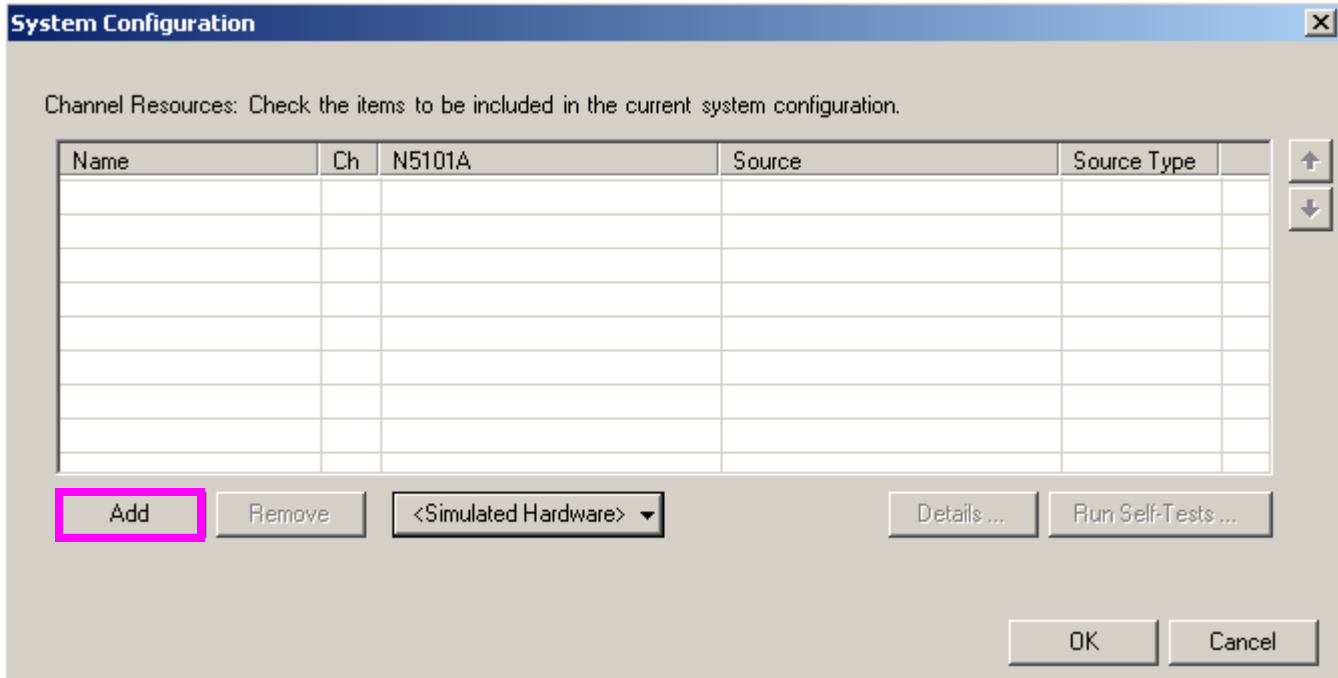 System Configuration
Channel Resources: Check the items to be included in the current system configuration.
Name Ch N5101A Source Source Type
Add Remove <Simulated Hardware> Details ... Run Self-Tests ...
OK Cancel